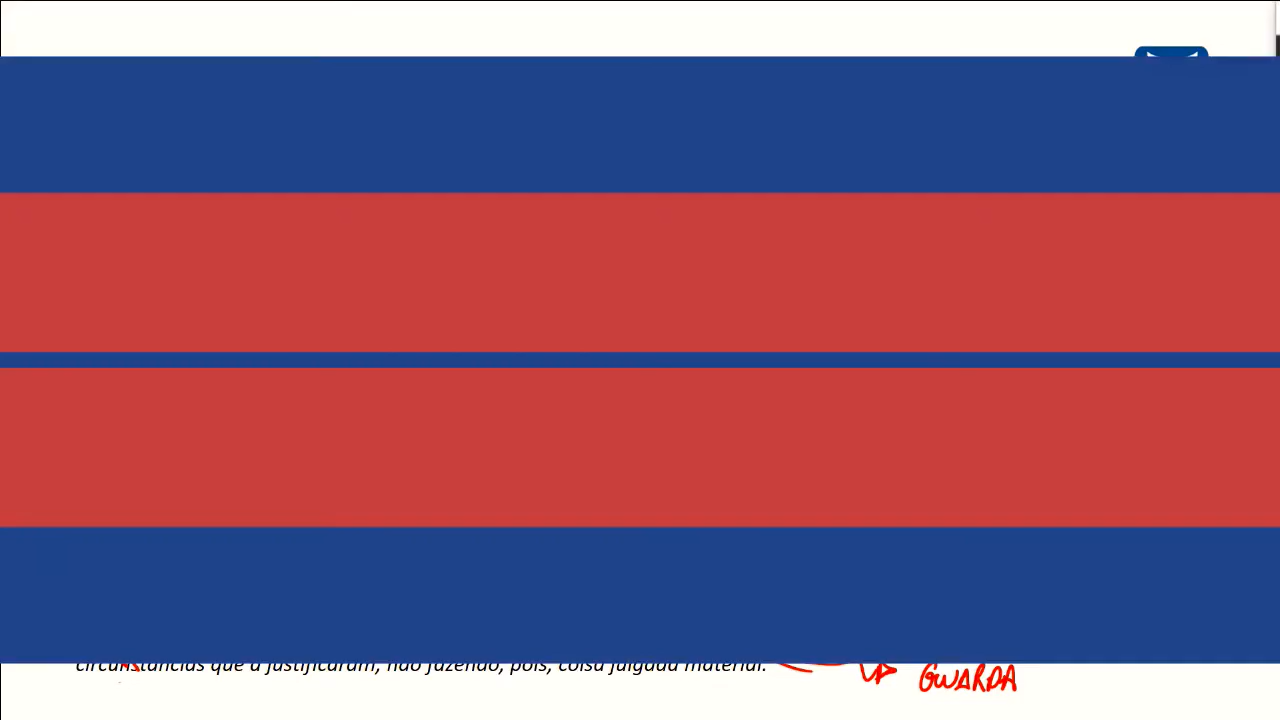 circunstâncias que a justificaram, não fazendo, pois, coisa julgada material.
GUARDA